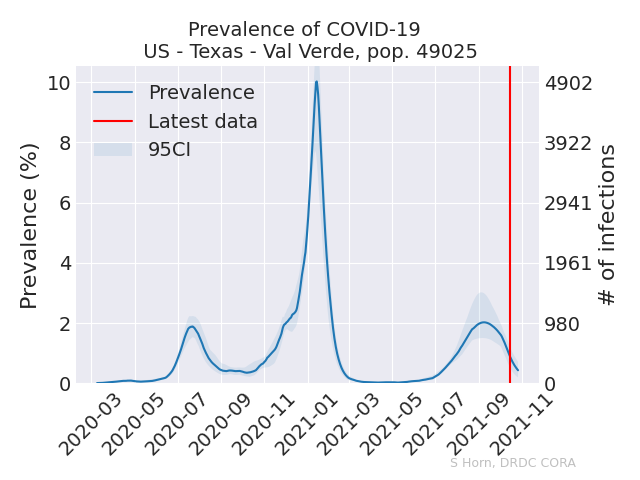 Prevalence of COVID-19
US - Texas - Val Verde, pop. 49025
Prevalence
Latest data
95CI
Prevalence (%)
10
8
6
4
2
0
4902
3922
2941
1961
980
0
# of infections
2020-03
2020-05
2020-07
2020-09
2020-11
2021-01
2021-03
2021-05
2021-07
2021-09
2021-11
S Horn, DRDC CORA